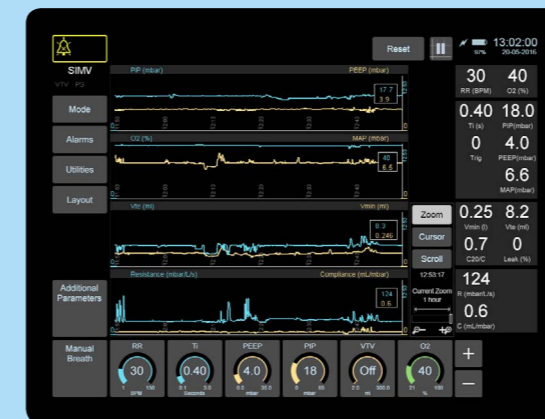 Reset
97%
13:02:00
20-05-2016
SIMV
VTV PS
PIP (mbar) PEEP (mbar)
17.7
3.9
30 40
RR (BPM) O2 (%)
Mode
0.40 18.0
Ti (s) PIP(mbar)
Alarms
O2 (%) MAP (mbar)
0 4.0
Trig PEEP(mbar)
40
6.6
Utilities
6.6
MAP(mbar)
Layout
Vte (ml) Vmin (l)
8.3
0.246
Zoom
0.25 8.2
Vmin (l) Vte (ml)
Cursor
0.7 0
C20/C Leak (%)
Scroll
Resistance (mbar/L/s) Compliance (mL/mbar)
12:53:17
124
0.6
124
R (mbar/L/s)
Additional
Parameters
Current Zoom
1 hour
0.6
C (mL/mbar)
Manual
Breath
RR Ti PEEP PIP VTV O2
30 0.40 4.0 18 Off 40
BPM Seconds mbar mbar ml %
+
−